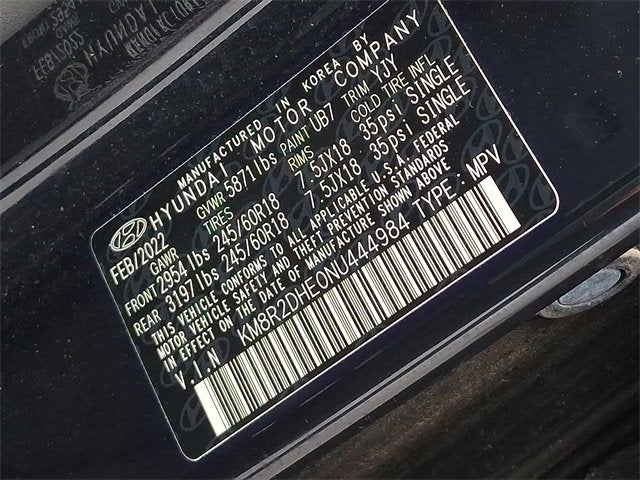 MANUFACTURED IN KOREA BY
HYUNDAI MOTOR COMPANY
FEB/2022 GVWR 5871 lbs PAINT UB7 TRIM YJY
GAWR TIRES RIMS COLD TIRE INFL
FRONT 2954 lbs 245/60R18 7.5JX18 35psi SINGLE
REAR 3197 lbs 245/60R18 7.5JX18 35psi SINGLE
THIS VEHICLE CONFORMS TO ALL APPLICABLE U.S.A. FEDERAL
MOTOR VEHICLE SAFETY AND THEFT PREVENTION STANDARDS
IN EFFECT ON THE DATE OF MANUFACTURE SHOWN ABOVE
V.I.N KM8R2DHE0NU444984 TYPE: MPV